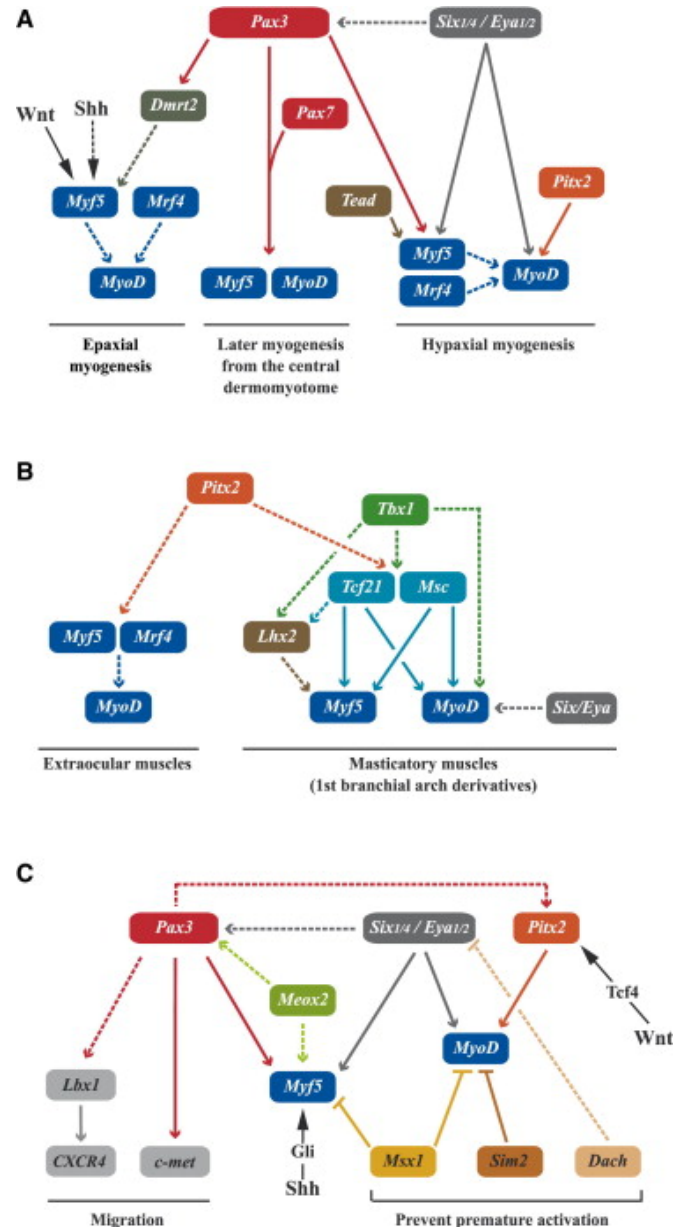 A
Pax3
Six1/4 / Eya1/2
Wnt
Shh
Dmrt2
Pax7
Myf5
Mrf4
Tead
Pitx2
MyoD
Myf5
MyoD
Myf5
Mrf4
MyoD
Epaxial
myogenesis
Later myogenesis
from the central
dermomyotome
Hypaxial myogenesis
B
Pitx2
Tbx1
Tcf21
Msc
Myf5
Mrf4
Lhx2
MyoD
Myf5
MyoD
Six/Eya
Extraocular muscles
Masticatory muscles
(1st branchial arch derivatives)
C
Pax3
Six1/4 / Eya1/2
Pitx2
Meox2
Tcf4
Wnt
MyoD
Lbx1
Myf5
CXCR4
c-met
Gli
Shh
Msx1
Sim2
Dach
Migration
Prevent premature activation